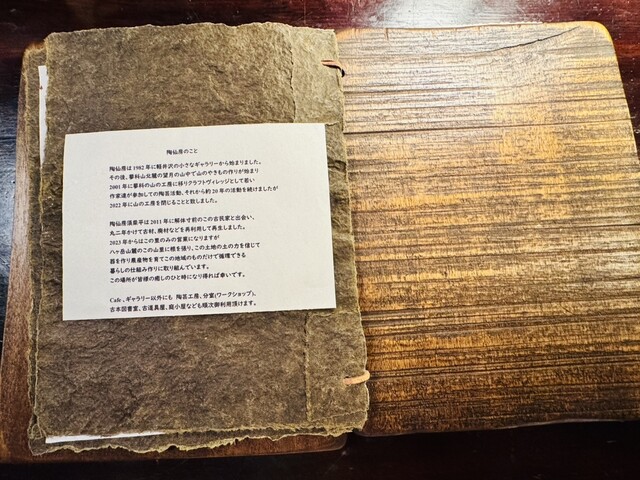 陶仙房のこと
陶仙房は1982年に軽井沢の小さなギャラリーから始まりました。
その後、蓼科山北麓の望月の山中で山のやきもの作りが始まり
2001年に蓼科の山の工房に移りクラフトヴィレッジとして若い
作家達が参加しての陶芸活動、それから約20年の活動を続けましたが
2022年に山の工房を閉じることと致しました。
陶仙房須栗平は2011年に解体寸前のこの古民家と出会い、
丸二年かけて古材、廃材などを再利用して再生しました。
2023年からはこの里のみの営業になりますが
八ヶ岳山麓のこの山里に根を張り、この土地の土の力を信じて
器を作り農産物を育てこの地域のものだけで循環できる
暮らしの仕組み作りに取り組んでいます。
この場所が皆様の癒しのひと時になり得れば幸いです。
Cafe、ギャラリー以外にも 陶芸工房、分室(ワークショップ)、
古本図書室、古道具屋、庭小屋なども順次御利用頂けます。